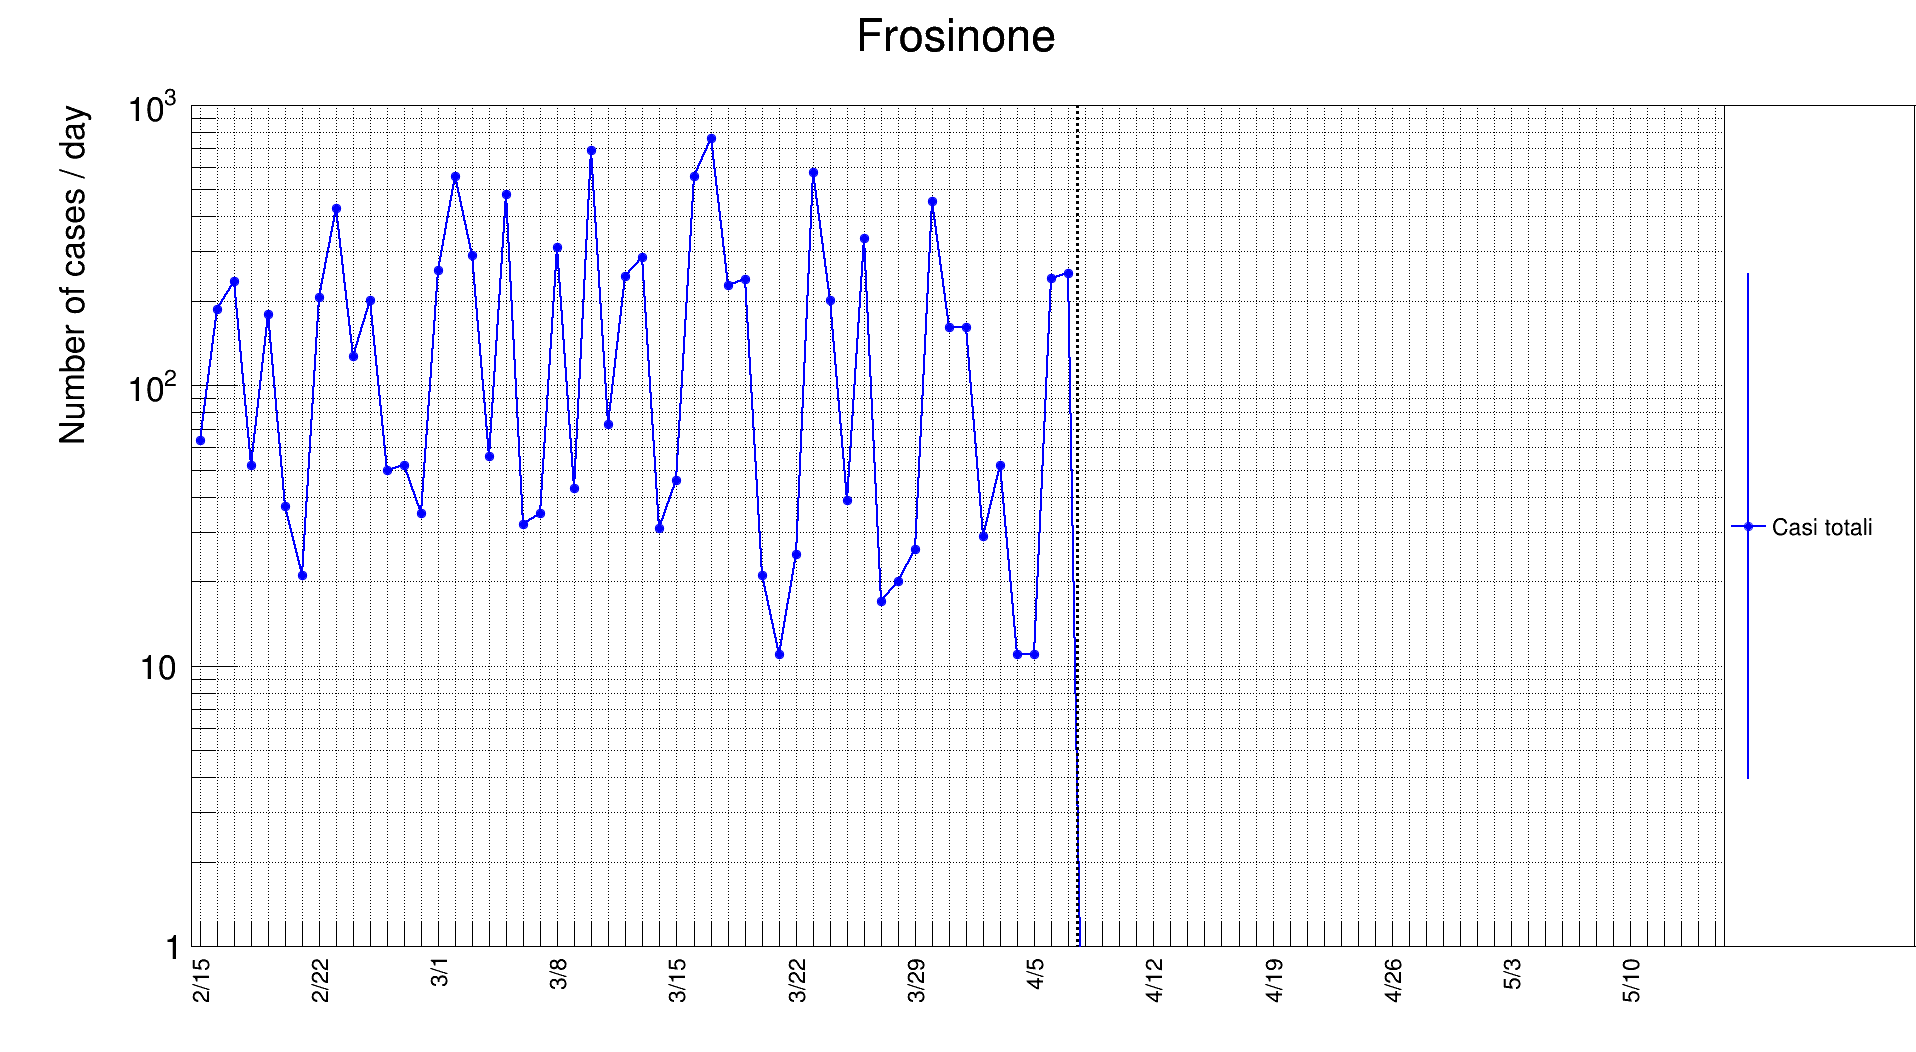 Frosinone
Number of cases / day
10³
10²
10
1
2/15 2/22 3/1 3/8 3/15 3/22 3/29 4/5 4/12 4/19 4/26 5/3 5/10
Casi totali